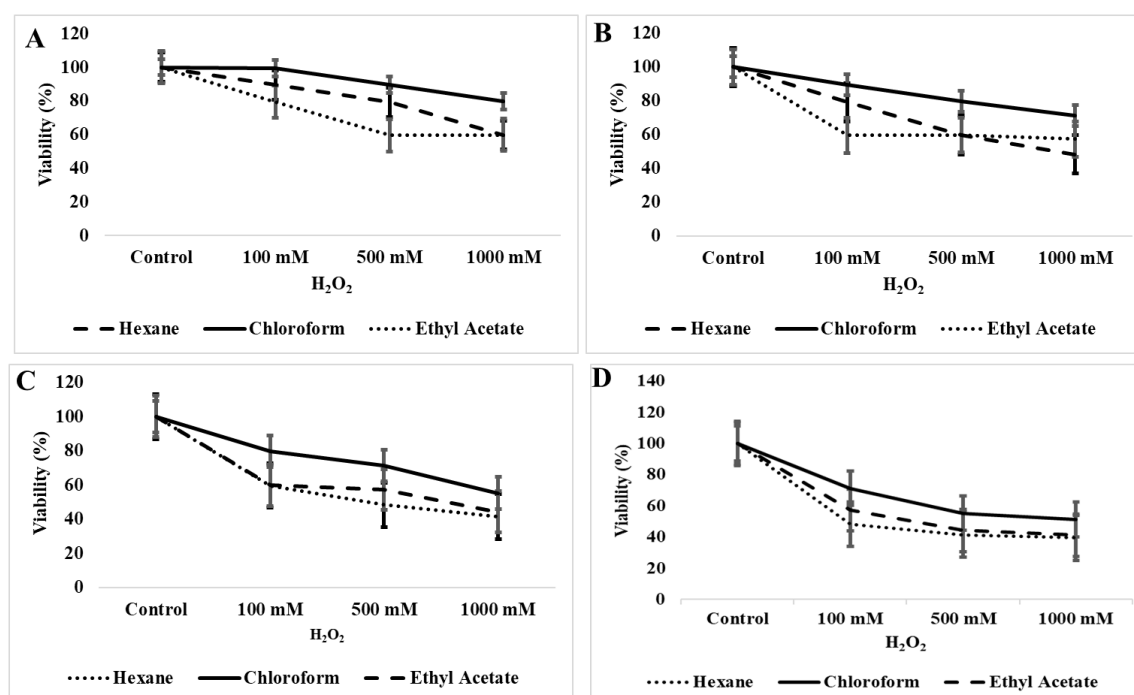 A
Viability (%)
120
100
80
60
40
20
0
Control 100 mM 500 mM 1000 mM
H₂O₂
Hexane Chloroform Ethyl Acetate
B
Viability (%)
120
100
80
60
40
20
0
Control 100 mM 500 mM 1000 mM
H₂O₂
Hexane Chloroform Ethyl Acetate
C
Viability (%)
120
100
80
60
40
20
0
Control 100 mM 500 mM 1000 mM
H₂O₂
Hexane Chloroform Ethyl Acetate
D
Viability (%)
140
120
100
80
60
40
20
0
Control 100 mM 500 mM 1000 mM
H₂O₂
Hexane Chloroform Ethyl Acetate